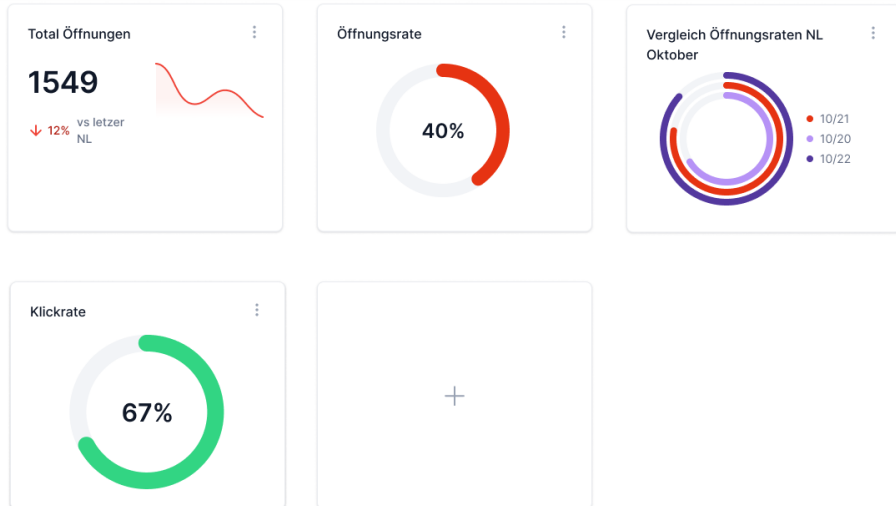 Total Öffnungen
1549
12%
vs letzer
NL
Öffnungsrate
40%
Vergleich Öffnungsraten NL
Oktober
10/21
10/20
10/22
Klickrate
67%